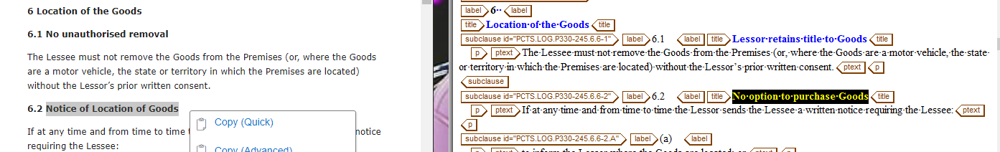 6 Location of the Goods
6.1 No unauthorised removal
The Lessee must not remove the Goods from the Premises (or, where the Goods
are a motor vehicle, the state or territory in which the Premises are located)
without the Lessor's prior written consent.
6.2 Notice of Location of Goods
If at any time and from time to time
notice
requiring the Lessee:
Copy (Quick)
Copy (Advanced)
label 6·· label
title Location·of·the·Goods title
subclause id="PCTS.LOG.P330-245.6.6-1" label 6.1 label title Lessor·retains·title·to·Goods title
p ptext The·Lessee·must·not·remove·the·Goods·from·the·Premises·(or,·where·the·Goods·are·a·motor·vehicle,·the·state·
or·territory·in·which·the·Premises·are·located)·without·the·Lessor's·prior·written·consent. ptext p
subclause
subclause id="PCTS.LOG.P330-245.6.6-2" label 6.2 label title No·option·to·purchase·Goods title
p ptext If·at·any·time·and·from·time·to·time·the·Lessor·sends·the·Lessee·a·written·notice·requiring·the·Lessee: ptext
p
subclause id="PCTS.LOG.P330-245.6.6-2.A" label (a) label
p ptext to·inform·the·Lessor·where·the·Goods·are·located;·or ptext p